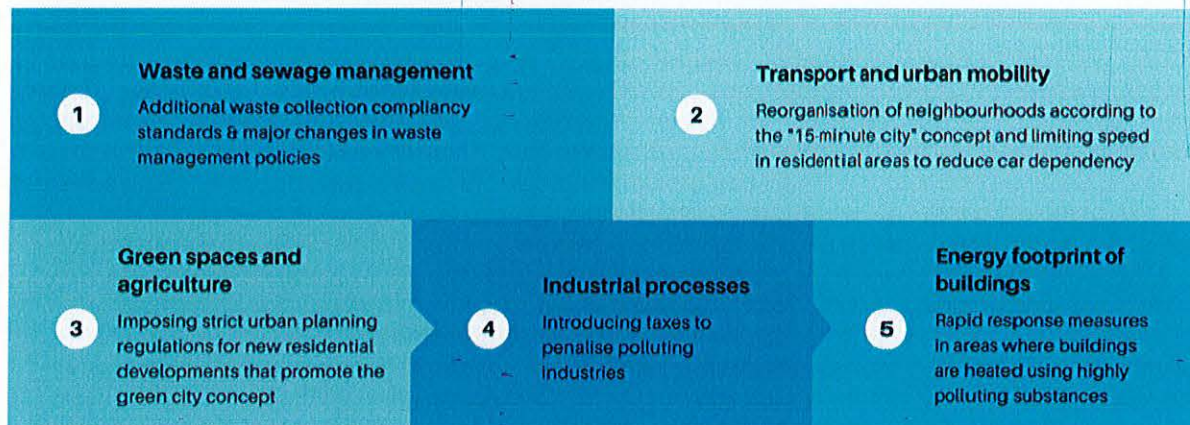 Waste and sewage management
1
Additional waste collection compliancy
standards & major changes in waste
management policies
Transport and urban mobility
2
Reorganisation of neighbourhoods according to
the "15-minute city" concept and limiting speed
in residential areas to reduce car dependency
Green spaces and
agriculture
3
Imposing strict urban planning
regulations for new residential
developments that promote the
green city concept
Industrial processes
4
Introducing taxes to
penalise polluting
industries
Energy footprint of
buildings
5
Rapid response measures
in areas where buildings
are heated using highly
polluting substances